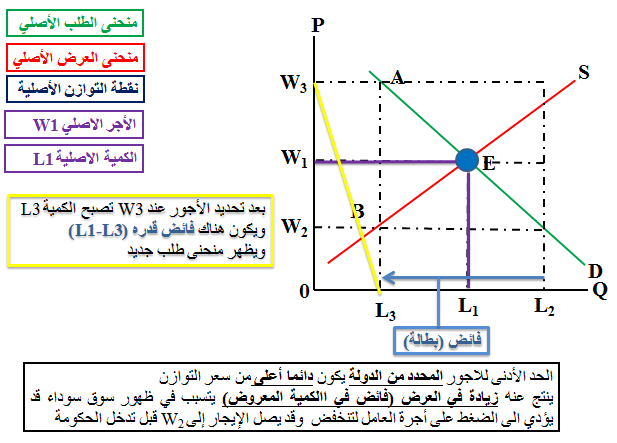 منحنى الطلب الأصلي
منحنى العرض الأصلي
نقطة التوازن الأصلية
الأجر الاصلي W1
الكمية الاصلية L1
بعد تحديد الأجور عند W3 تصبح الكمية L3
ويكون هناك فائض قدره (L1-L3)
ويظهر منحنى طلب جديد
P
W3
A
S
W1
E
B
W2
D
0
L3
L1
L2
Q
فائض (بطالة)
الحد الأدنى للاجور المحدد من الدولة يكون دائما أعلى من سعر التوازن
ينتج عنه زيادة في العرض (فائض في االكمية المعروض) يتسبب في ظهور سوق سوداء قد
يؤدي الى الضغط على أجرة العامل لتنخفض وقد يصل الإيجار إلى W2 قبل تدخل الحكومة